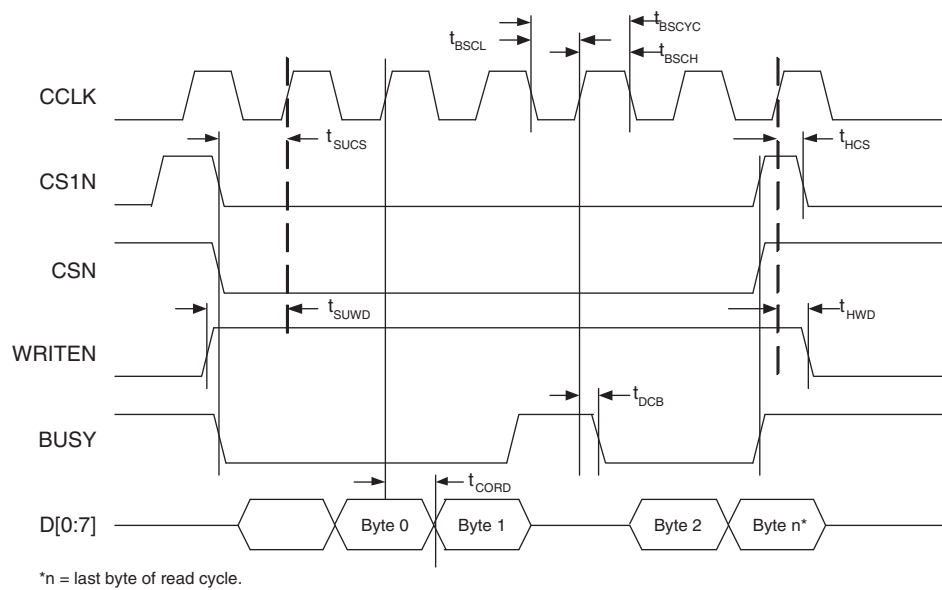 tBSCYC
tBSCL
tBSCH
CCLK
tSUCS
tHCS
CS1N
CSN
tSUWD
tHWD
WRITEN
tDCB
BUSY
tCORD
D[0:7]
Byte 0
Byte 1
Byte 2
Byte n*
*n = last byte of read cycle.